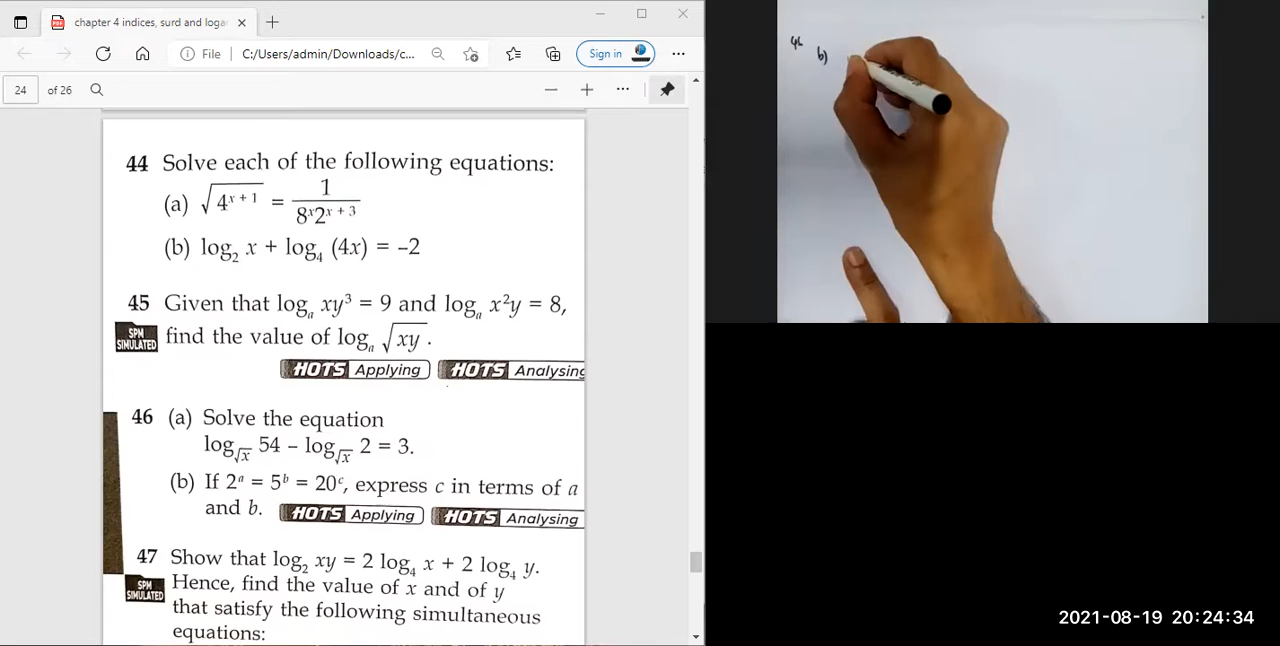 chapter 4 indices, surd and loga
File C:/Users/admin/Downloads/c... Sign in
24 of 26
44 Solve each of the following equations:
(a) √4ˣ⁺¹ = 1/8ˣ2ˣ⁺³
(b) log₂ x + log₄ (4x) = –2
45 Given that logₐ xy³ = 9 and logₐ x²y = 8,
SPM SIMULATED find the value of logₐ √xy.
HOTS Applying HOTS Analysing
46 (a) Solve the equation
log√x 54 – log√x 2 = 3.
(b) If 2ᵃ = 5ᵇ = 20ᶜ, express c in terms of a
and b. HOTS Applying HOTS Analysing
47 Show that log₂ xy = 2 log₄ x + 2 log₄ y.
SPM SIMULATED Hence, find the value of x and of y
that satisfy the following simultaneous
equations:
46
b)
2021-08-19 20:24:34